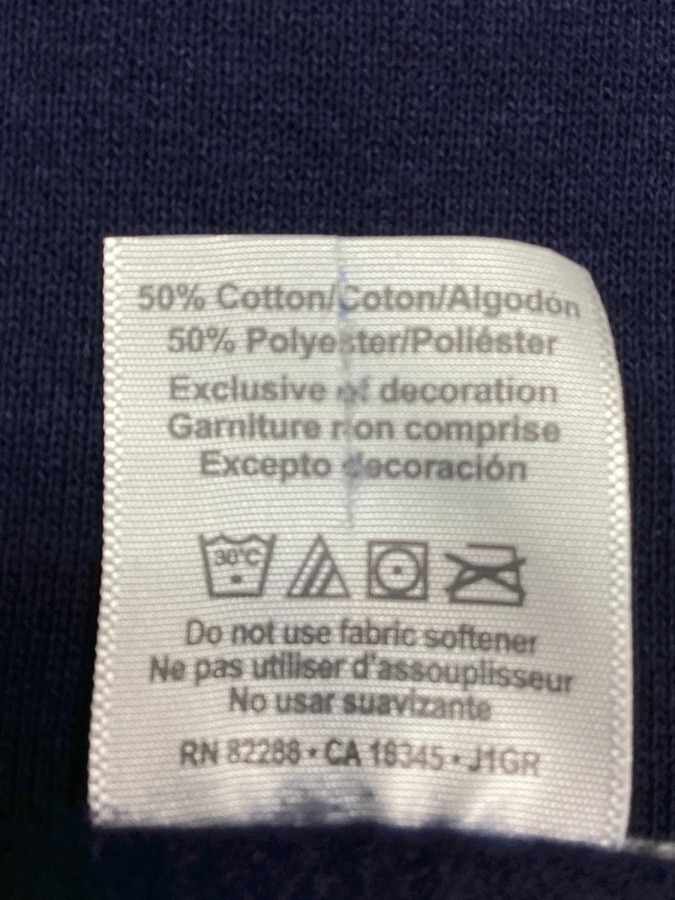 50% Cotton/Coton/Algodón
50% Polyester/Poliéster
Exclusive of decoration
Garniture non comprise
Excepto decoración
30°C
Do not use fabric softener
Ne pas utiliser d'assouplisseur
No usar suavizante
RN 82288 • CA 18345 • J1GR